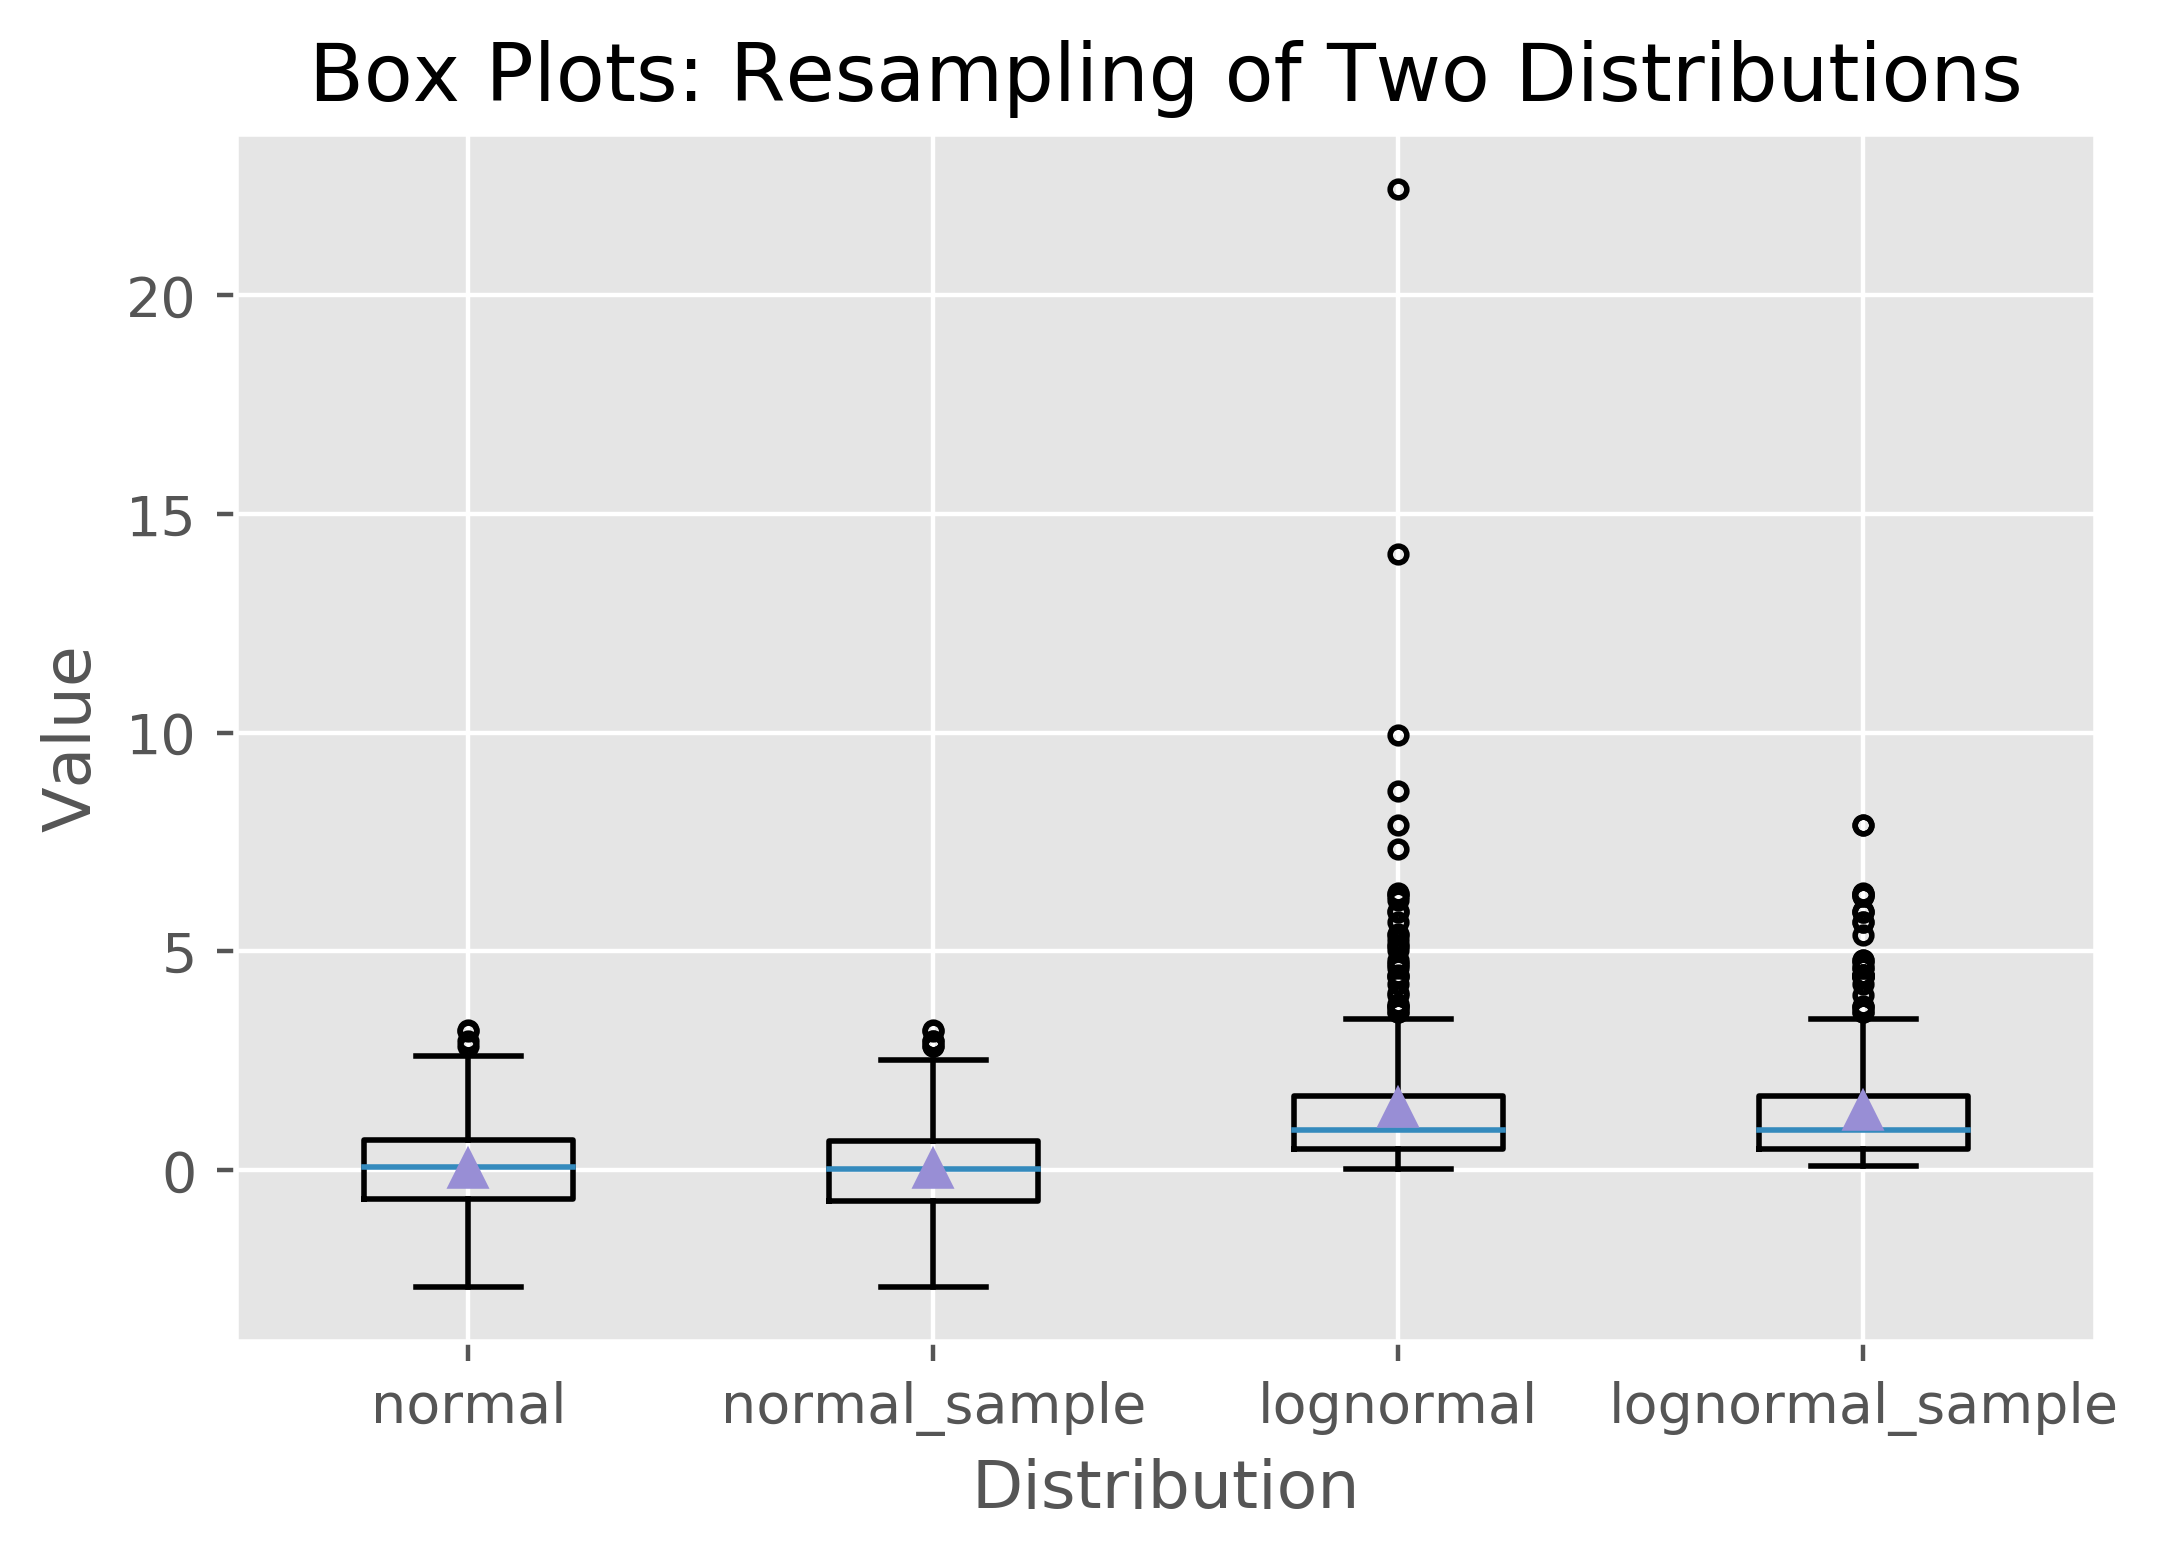 Box Plots: Resampling of Two Distributions
20
15
10
5
0
Value
normal normal_sample lognormal lognormal_sample
Distribution